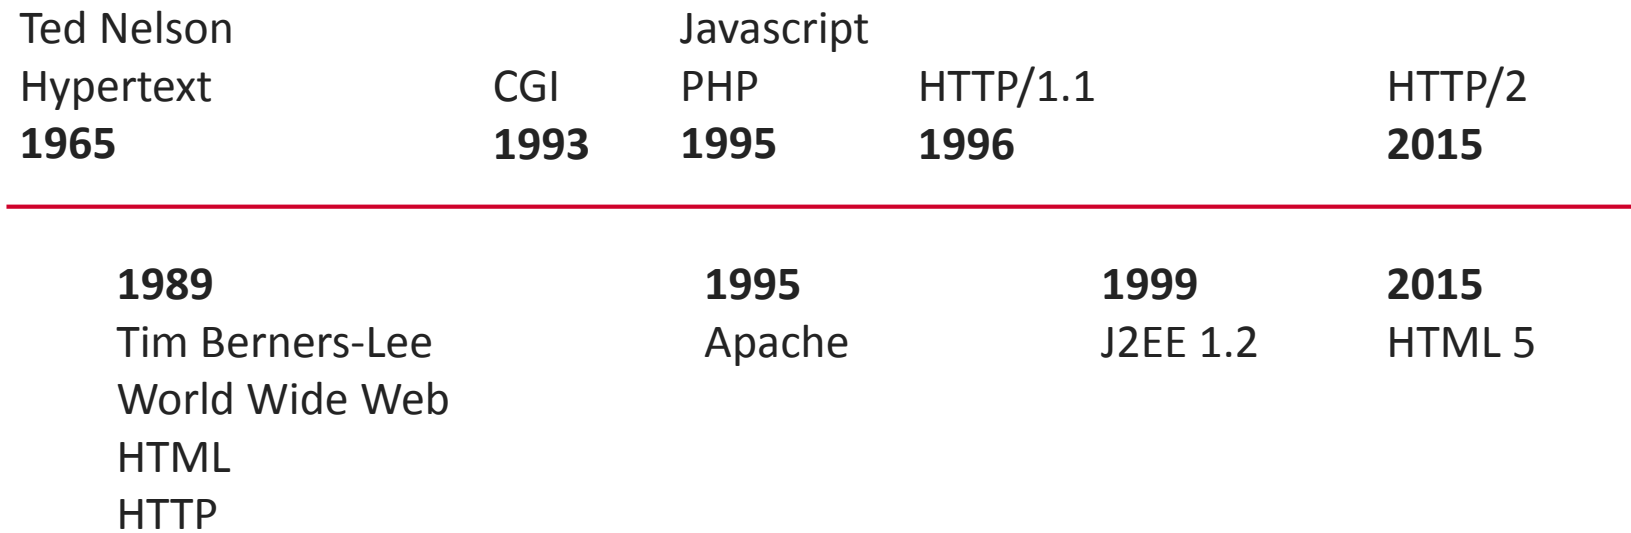 Ted Nelson
Hypertext
1965
CGI
1993
Javascript
PHP
1995
HTTP/1.1
1996
HTTP/2
2015
1989
Tim Berners-Lee
World Wide Web
HTML
HTTP
1995
Apache
1999
J2EE 1.2
2015
HTML 5